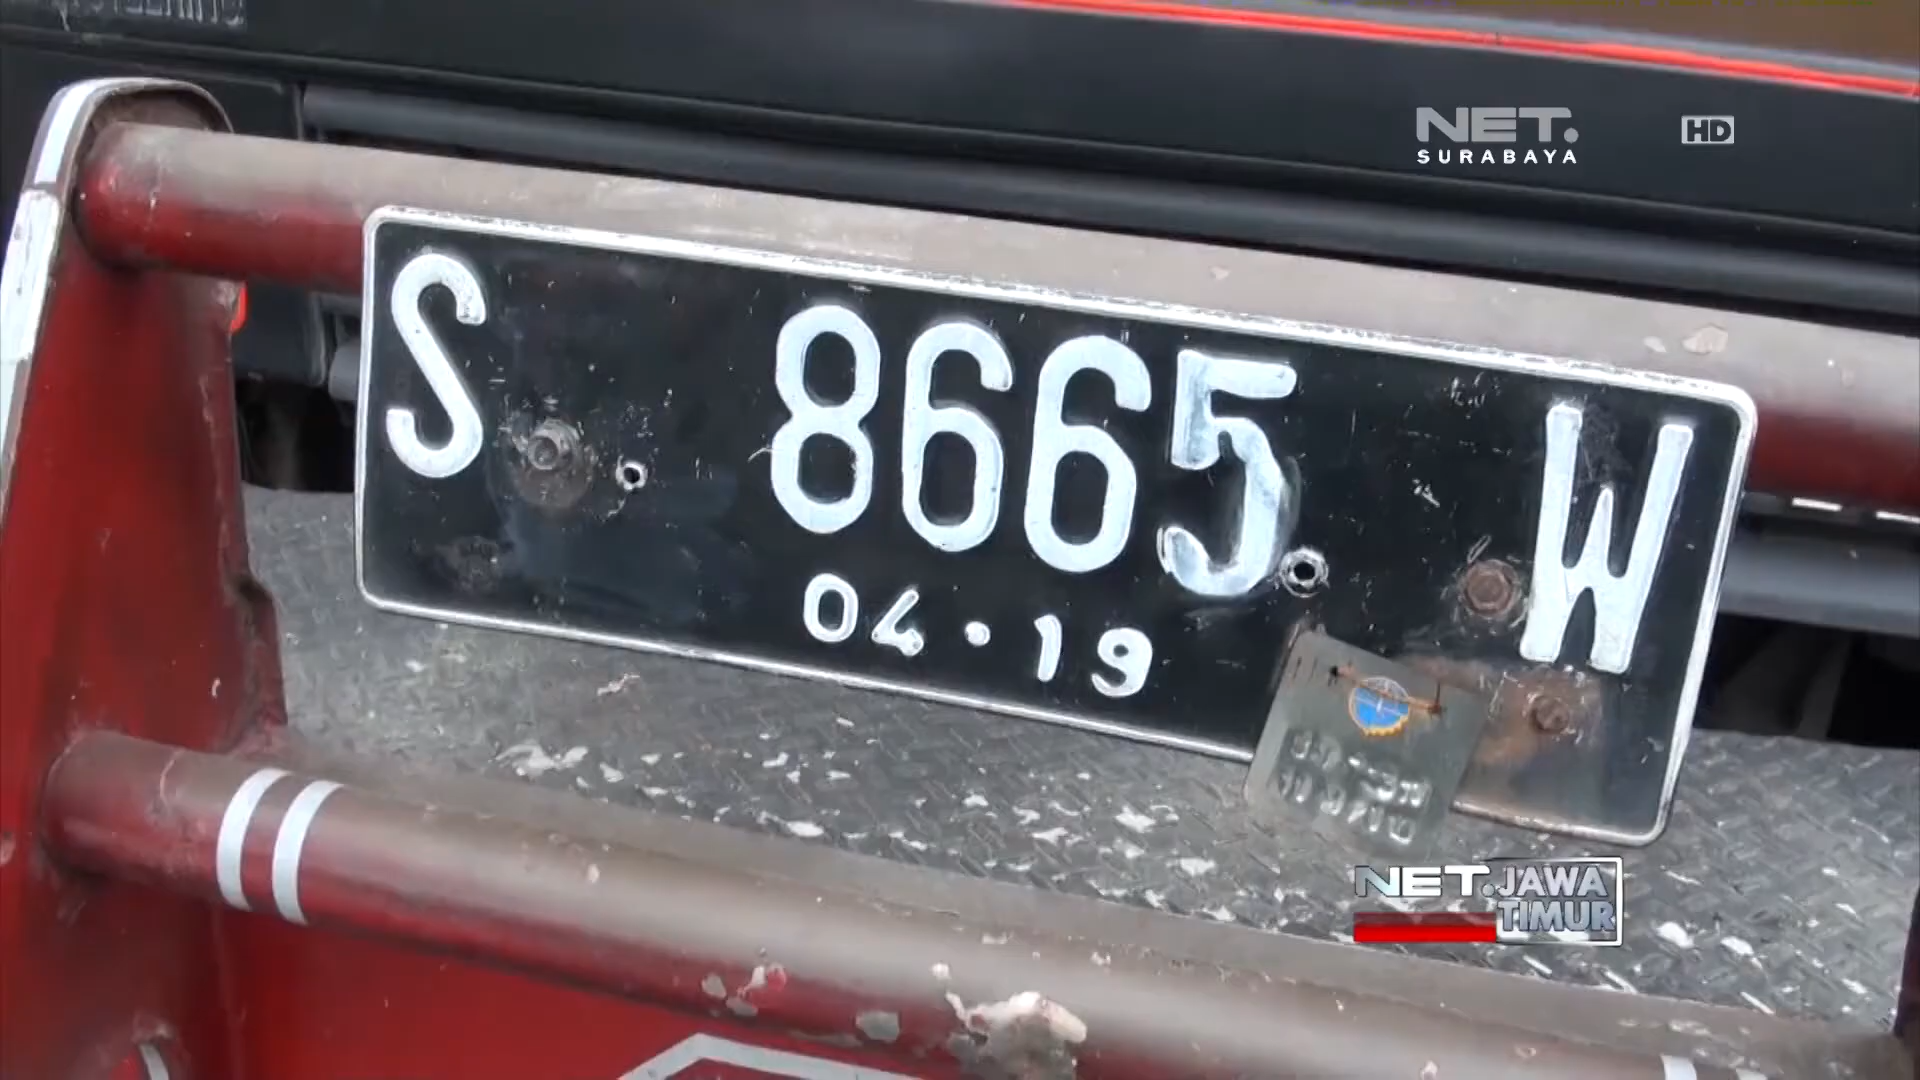 NET.
SURABAYA
HD
S 8665 W
04 · 19
NET. JAWA
TIMUR